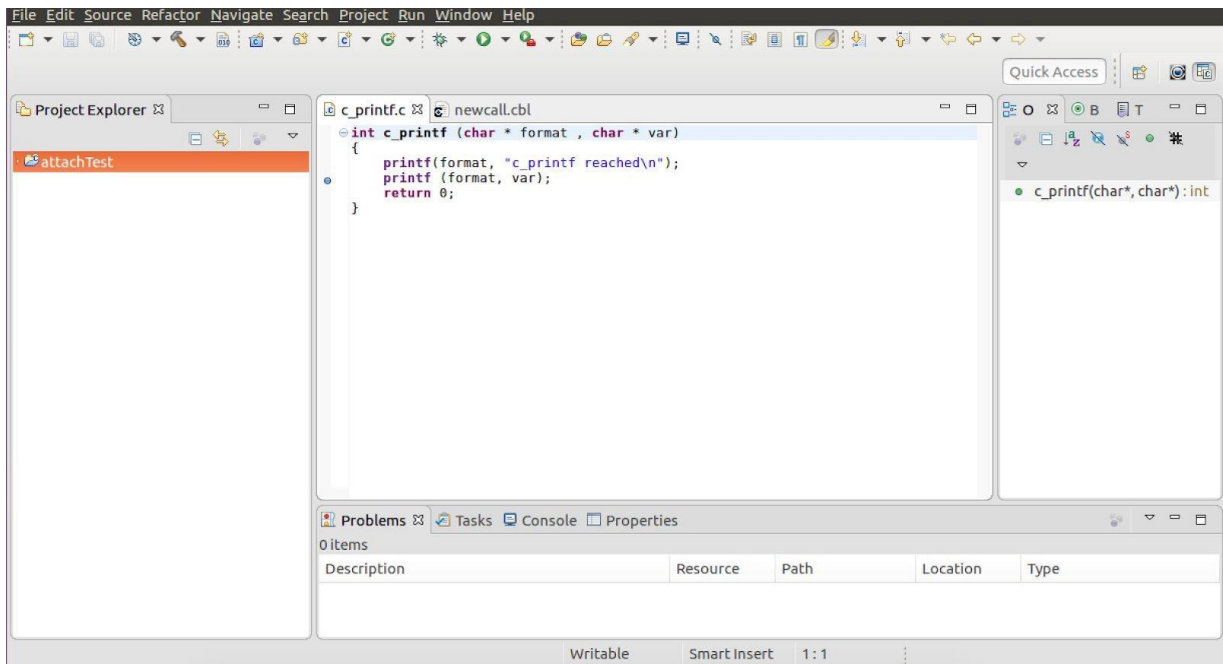 File Edit Source Refactor Navigate Search Project Run Window Help
Quick Access
Project Explorer
attachTest
c_printf.c newcall.cbl
int c_printf (char * format , char * var)
{
printf(format, "c_printf reached\n");
printf (format, var);
return 0;
}
O B T
c_printf(char*, char*) : int
Problems Tasks Console Properties
0 items
Description Resource Path Location Type
Writable Smart Insert 1 : 1